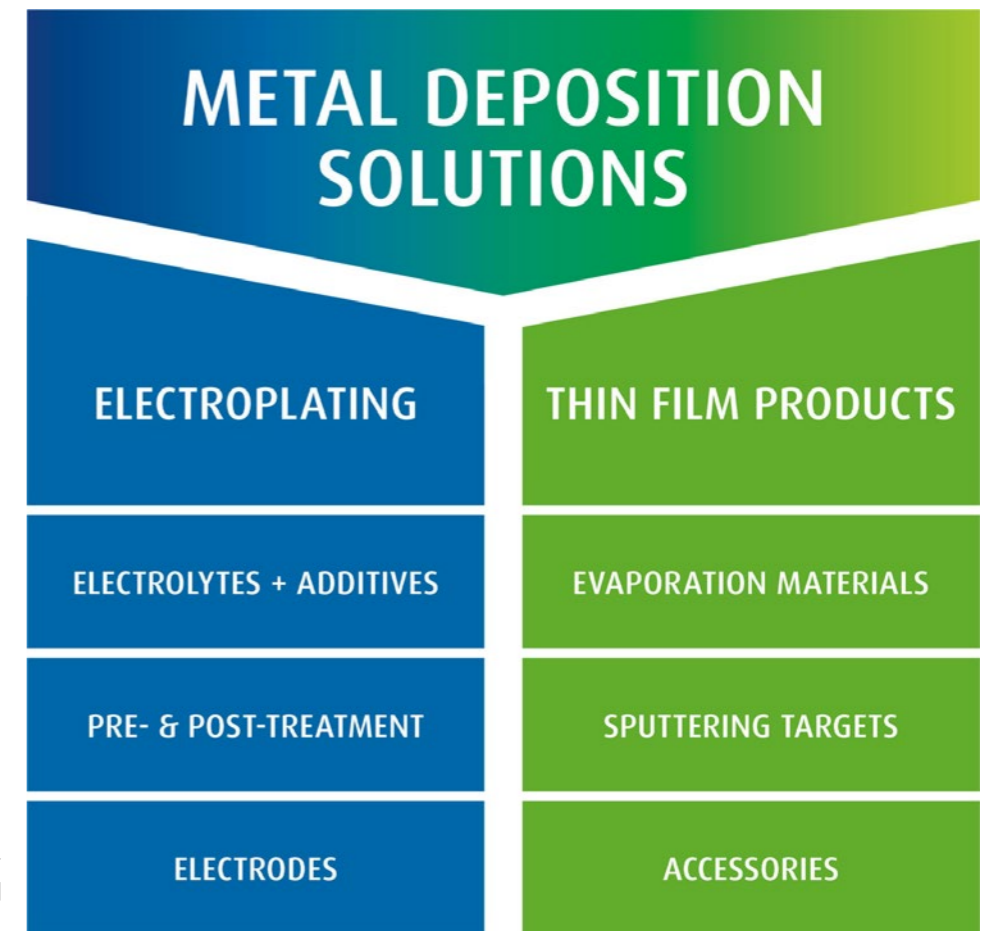 METAL DEPOSITION
SOLUTIONS
ELECTROPLATING
ELECTROLYTES + ADDITIVES
PRE- & POST-TREATMENT
ELECTRODES
THIN FILM PRODUCTS
EVAPORATION MATERIALS
SPUTTERING TARGETS
ACCESSORIES